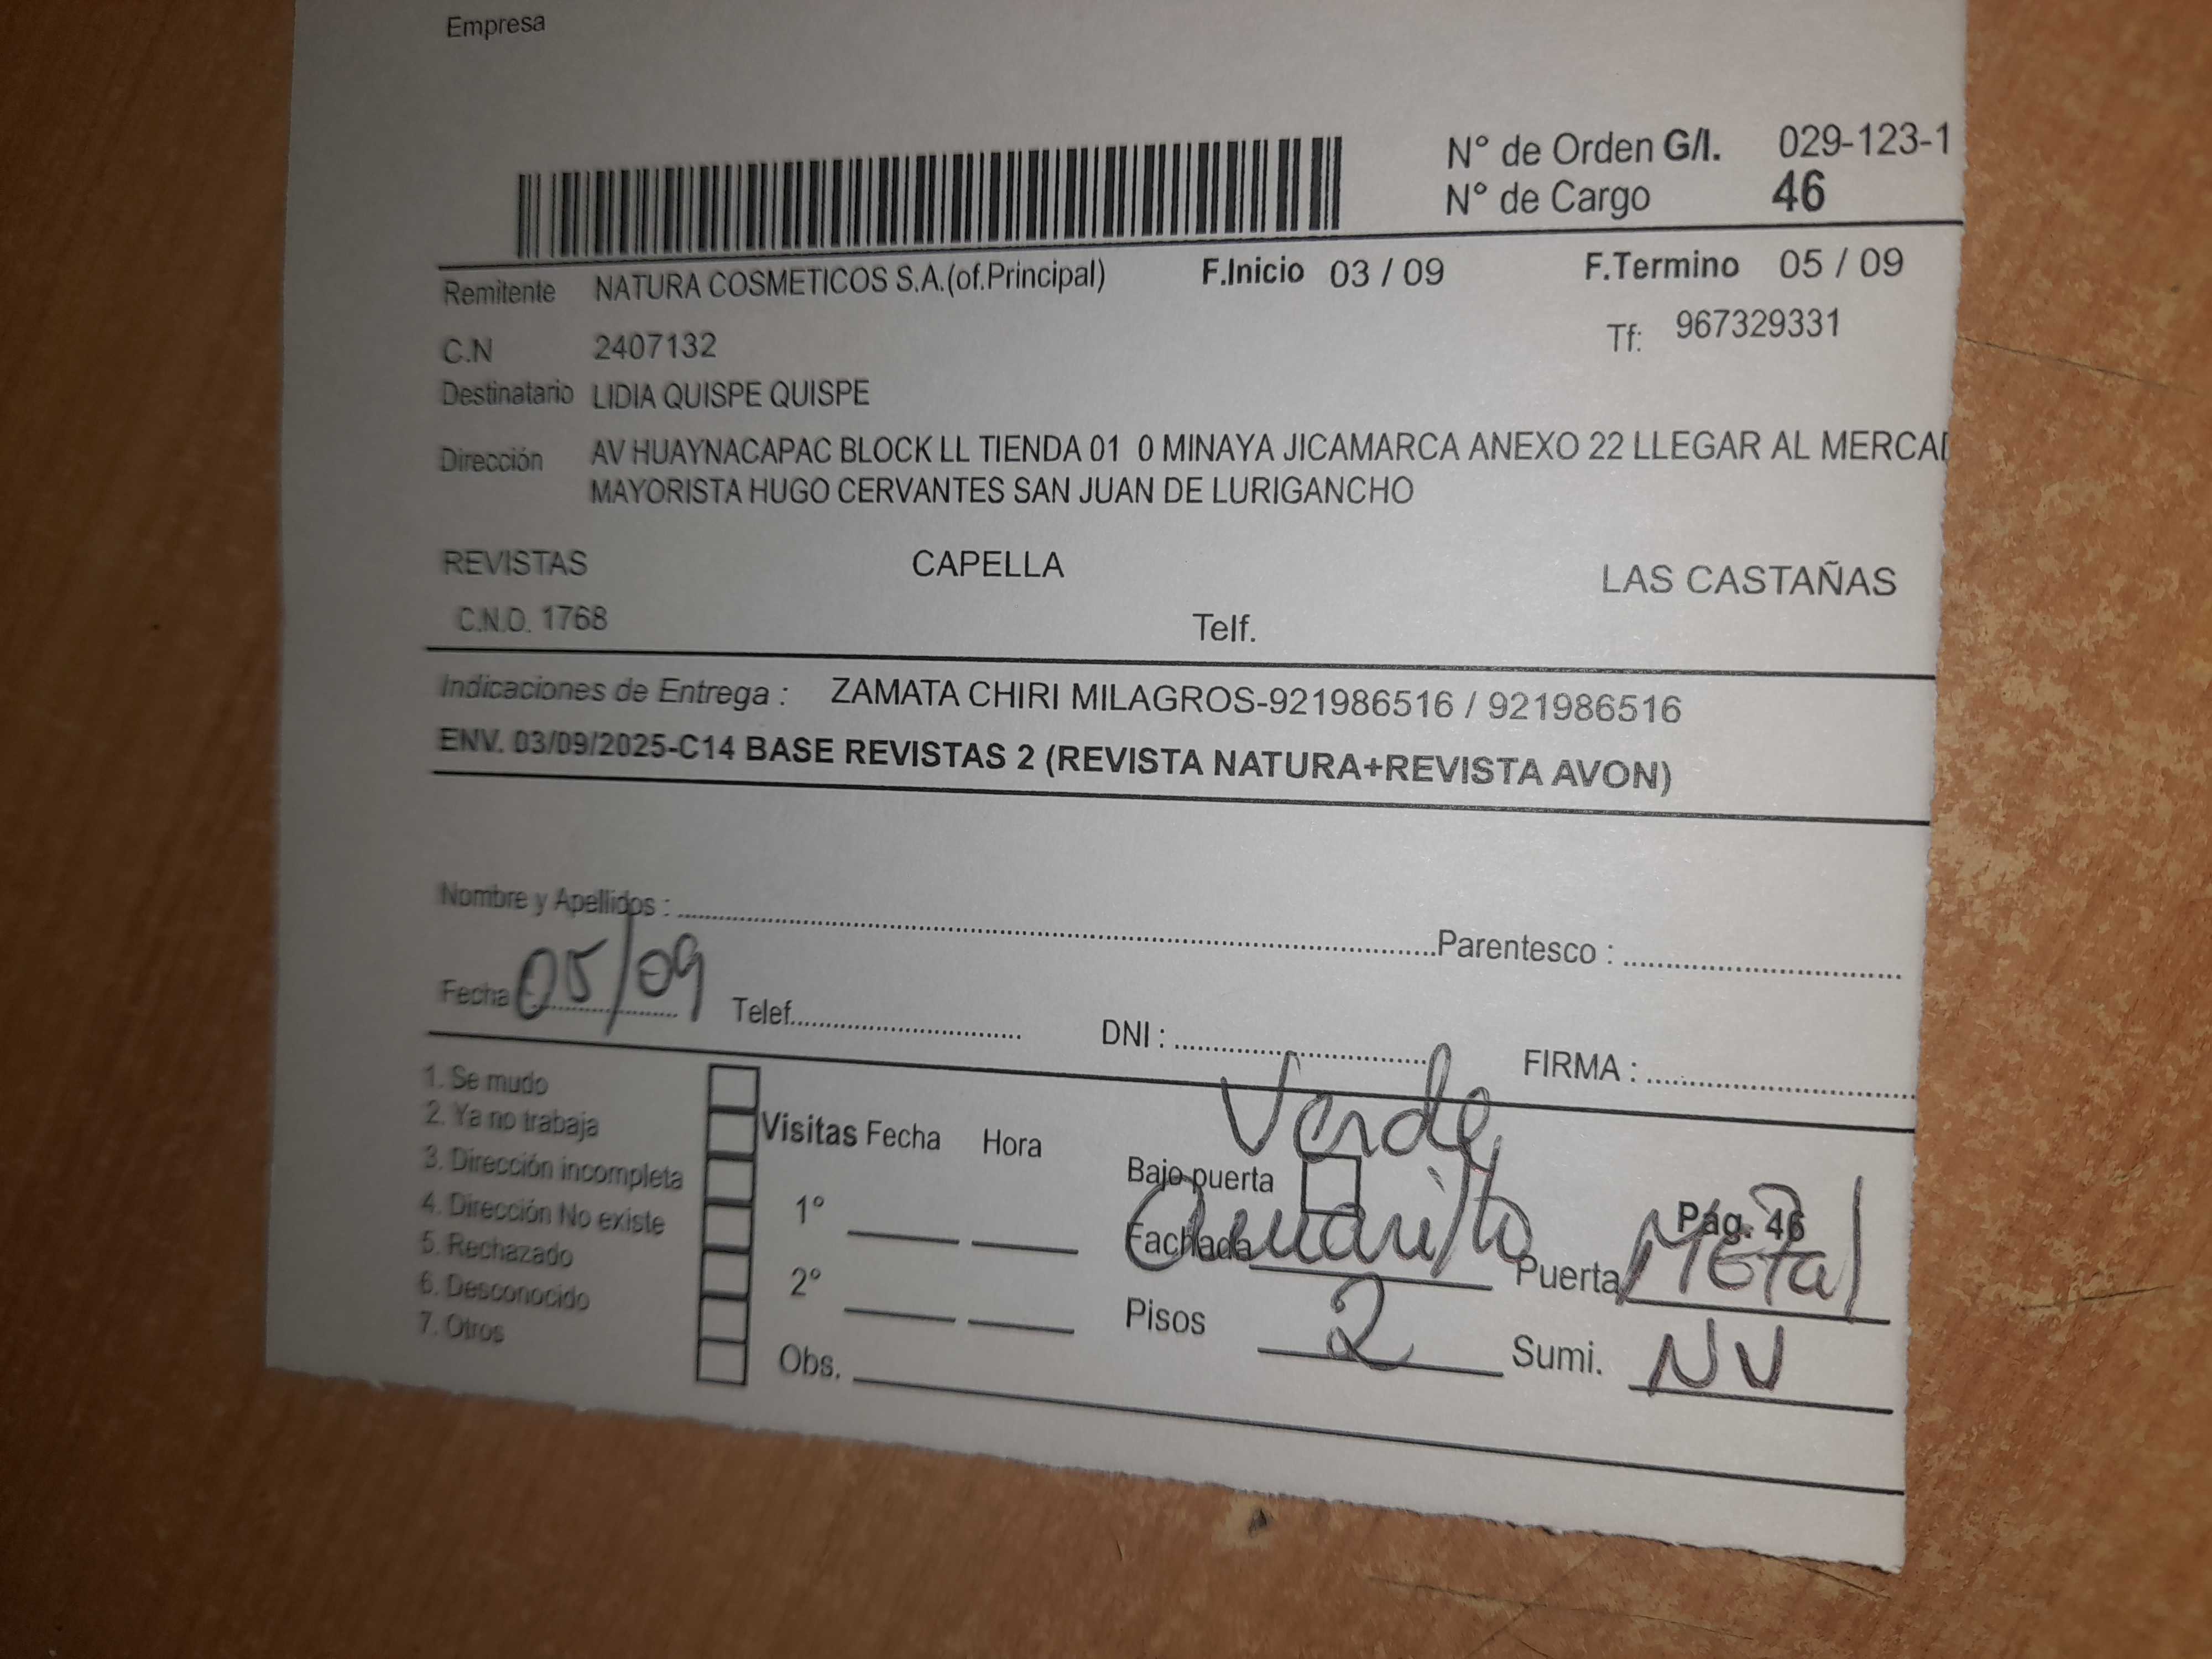 Empresa
N° de Orden G/I. 029-123-1
N° de Cargo 46
Remitente NATURA COSMETICOS S.A.(of.Principal) F.Inicio 03 / 09 F.Termino 05 / 09
C.N 2407132 Tf: 967329331
Destinatario LIDIA QUISPE QUISPE
Dirección AV HUAYNACAPAC BLOCK LL TIENDA 01 0 MINAYA JICAMARCA ANEXO 22 LLEGAR AL
MAYORISTA HUGO CERVANTES SAN JUAN DE LURIGANCHO
REVISTAS CAPELLA LAS CASTAÑAS
C.N.O. 1768 Telf.
Indicaciones de Entrega : ZAMATA CHIRI MILAGROS-921986516 / 921986516
ENV. 03/09/2025-C14 BASE REVISTAS 2 (REVISTA NATURA+REVISTA AVON)
Nombre y Apellidos : Parentesco :
Fecha 05/09 Telef. DNI : FIRMA :
Verde
1. Se mudo
2. Ya no trabaja Visitas Fecha Hora
3. Dirección incompleta Bajo puerta
4. Dirección No existe 1° Fachada Amarillo Pág. 46
5. Rechazado Puerta Metal
6. Desconocido 2° Pisos 2
7. Otros Obs. Sumi. NV